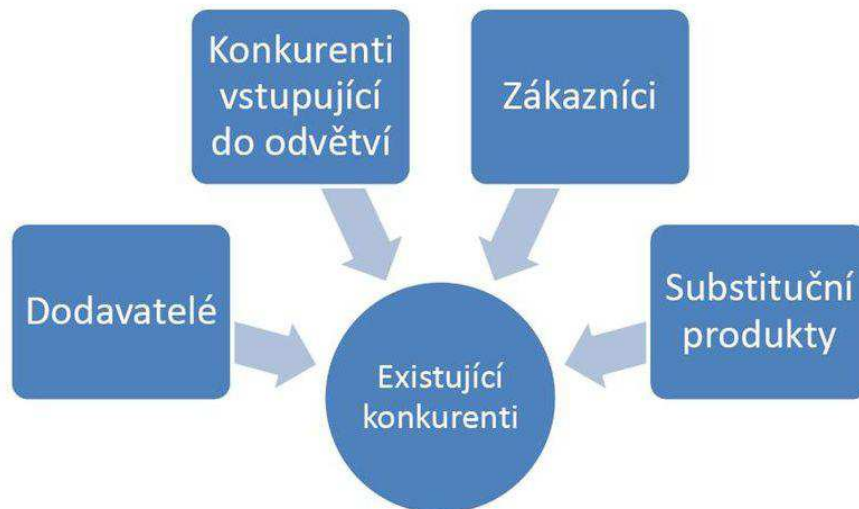 Konkurenti
vstupující
do odvětví
Zákazníci
Dodavatelé
Substituční
produkty
Existující
konkurenti